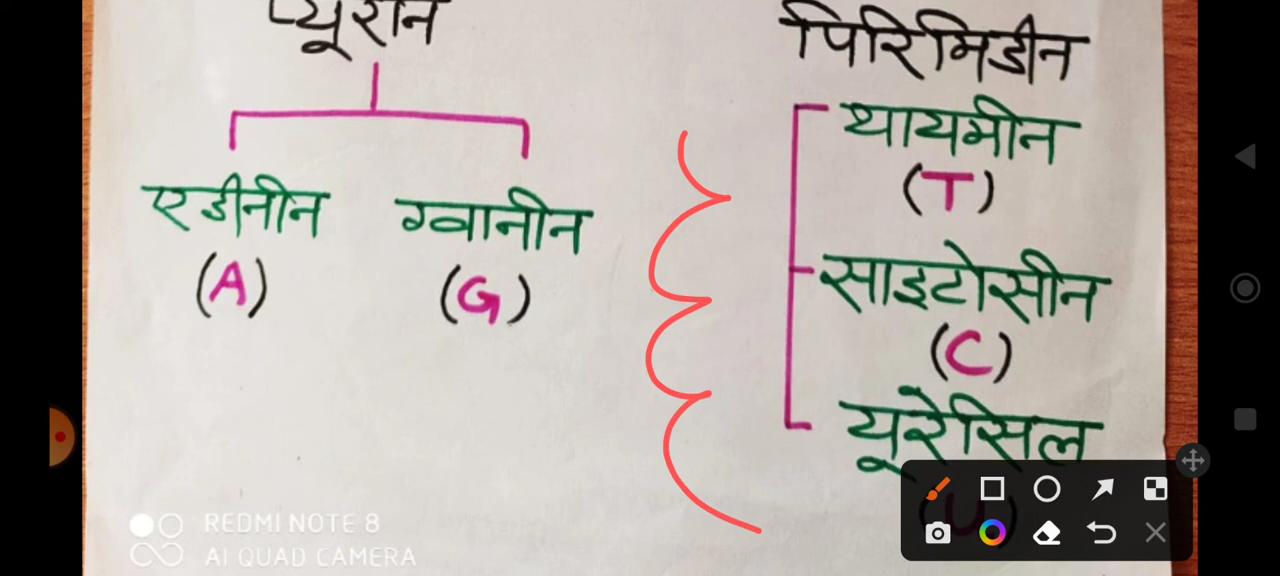 प्यूरीन
पिरिमिडीन
थायमीन
(T)
एडीनीन
ग्वानीन
(A)
(G)
साइटोसीन
(C)
यूरेसिल
(U)
REDMI NOTE 8
AI QUAD CAMERA